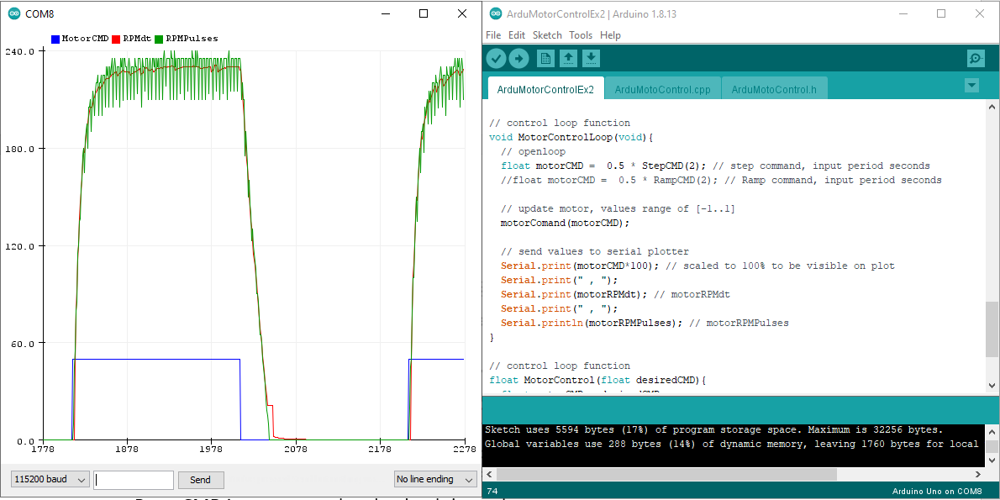 COM8
MotorCMD RPMdt RPMPulses
240.0
180.0
120.0
60.0
0.0
1778 1878 1978 2078 2178 2278
115200 baud
Send
No line ending
ArduMotorControlEx2 | Arduino 1.8.13
File Edit Sketch Tools Help
ArduMotorControlEx2 ArduMotoControl.cpp ArduMotoControl.h
// control loop function
void MotorControlLoop(void){
// openloop
float motorCMD =  0.5 * StepCMD(2); // step command, input period seconds
//float motorCMD =  0.5 * RampCMD(2); // Ramp command, input period seconds
// update motor, values range of [-1..1]
motorComand(motorCMD);
// send values to serial plotter
Serial.print(motorCMD*100); // scaled to 100% to be visible on plot
Serial.print(" , ");
Serial.print(motorRPMdt); // motorRPMdt
Serial.print(" , ");
Serial.println(motorRPMPulses); // motorRPMPulses
}
// control loop function
float MotorControl(float desiredCMD){
Sketch uses 5594 bytes (17%) of program storage space. Maximum is 32256 bytes.
Global variables use 288 bytes (14%) of dynamic memory, leaving 1760 bytes for local
74
Arduino Uno on COM8